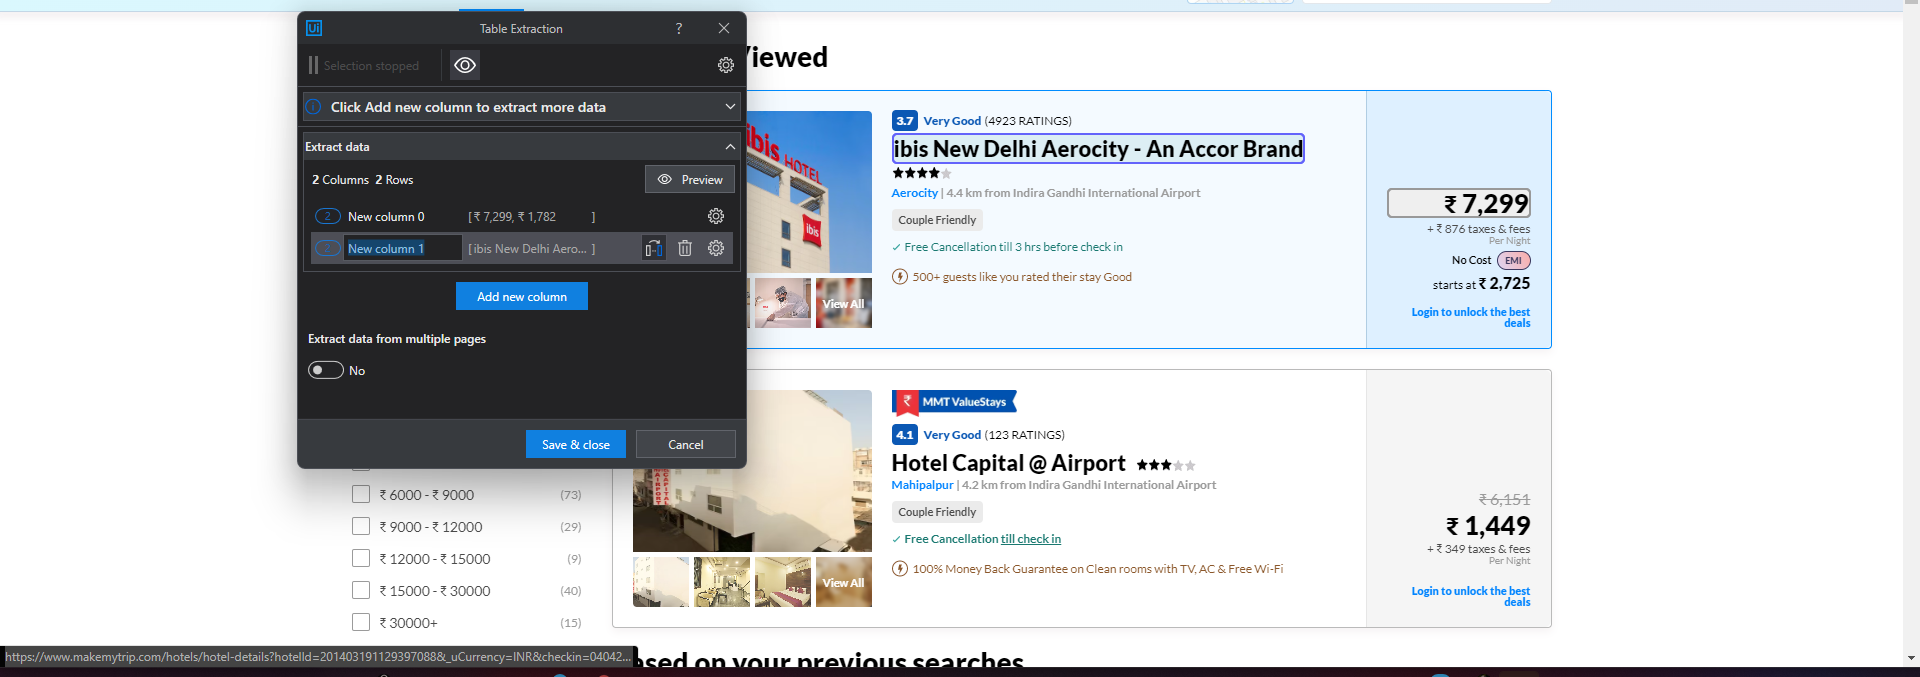 Ui
Table Extraction
?
Selection stopped
Click Add new column to extract more data
Extract data
2 Columns 2 Rows
Preview
2 New column 0 [ ₹ 7,299, ₹ 1,782 ]
2 New column 1 [ ibis New Delhi Aero... ]
Add new column
Extract data from multiple pages
No
Save & close
Cancel
₹ 6000 - ₹ 9000 (73)
₹ 9000 - ₹ 12000 (29)
₹ 12000 - ₹ 15000 (9)
₹ 15000 - ₹ 30000 (40)
₹ 30000+ (15)
https://www.makemytrip.com/hotels/hotel-details?hotelId=201403191129397088&_uCurrency=INR&checkin=04042...
iewed
ibis HOTEL
ibis
View All
3.7 Very Good (4923 RATINGS)
ibis New Delhi Aerocity - An Accor Brand
Aerocity | 4.4 km from Indira Gandhi International Airport
Couple Friendly
✓ Free Cancellation till 3 hrs before check in
500+ guests like you rated their stay Good
₹ 7,299
+ ₹ 876 taxes & fees
Per Night
No Cost EMI
starts at ₹ 2,725
Login to unlock the best
deals
View All
₹ MMT ValueStays
4.1 Very Good (123 RATINGS)
Hotel Capital @ Airport
Mahipalpur | 4.2 km from Indira Gandhi International Airport
Couple Friendly
✓ Free Cancellation till check in
100% Money Back Guarantee on Clean rooms with TV, AC & Free Wi-Fi
₹ 6,151
₹ 1,449
+ ₹ 349 taxes & fees
Per Night
Login to unlock the best
deals
ased on your previous searches